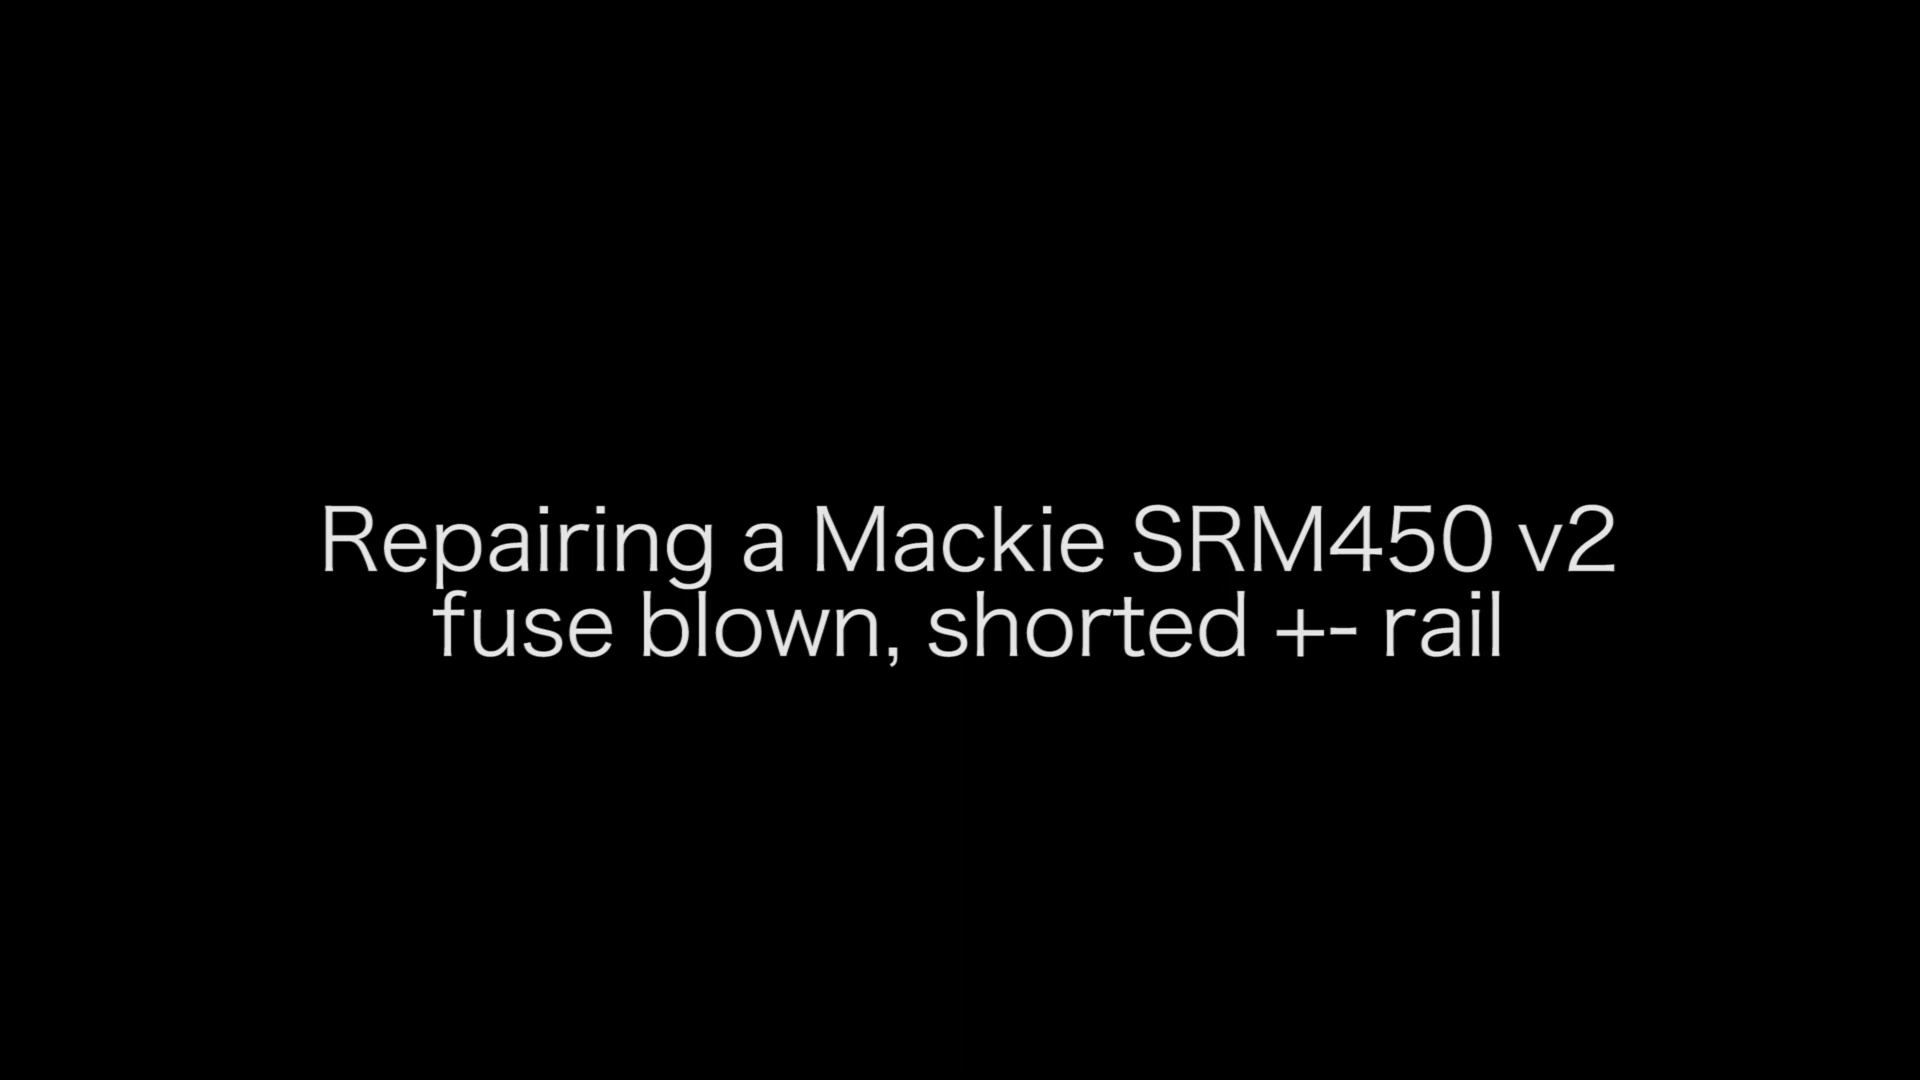 Repairing a Mackie SRM450 v2
fuse blown, shorted +- rail